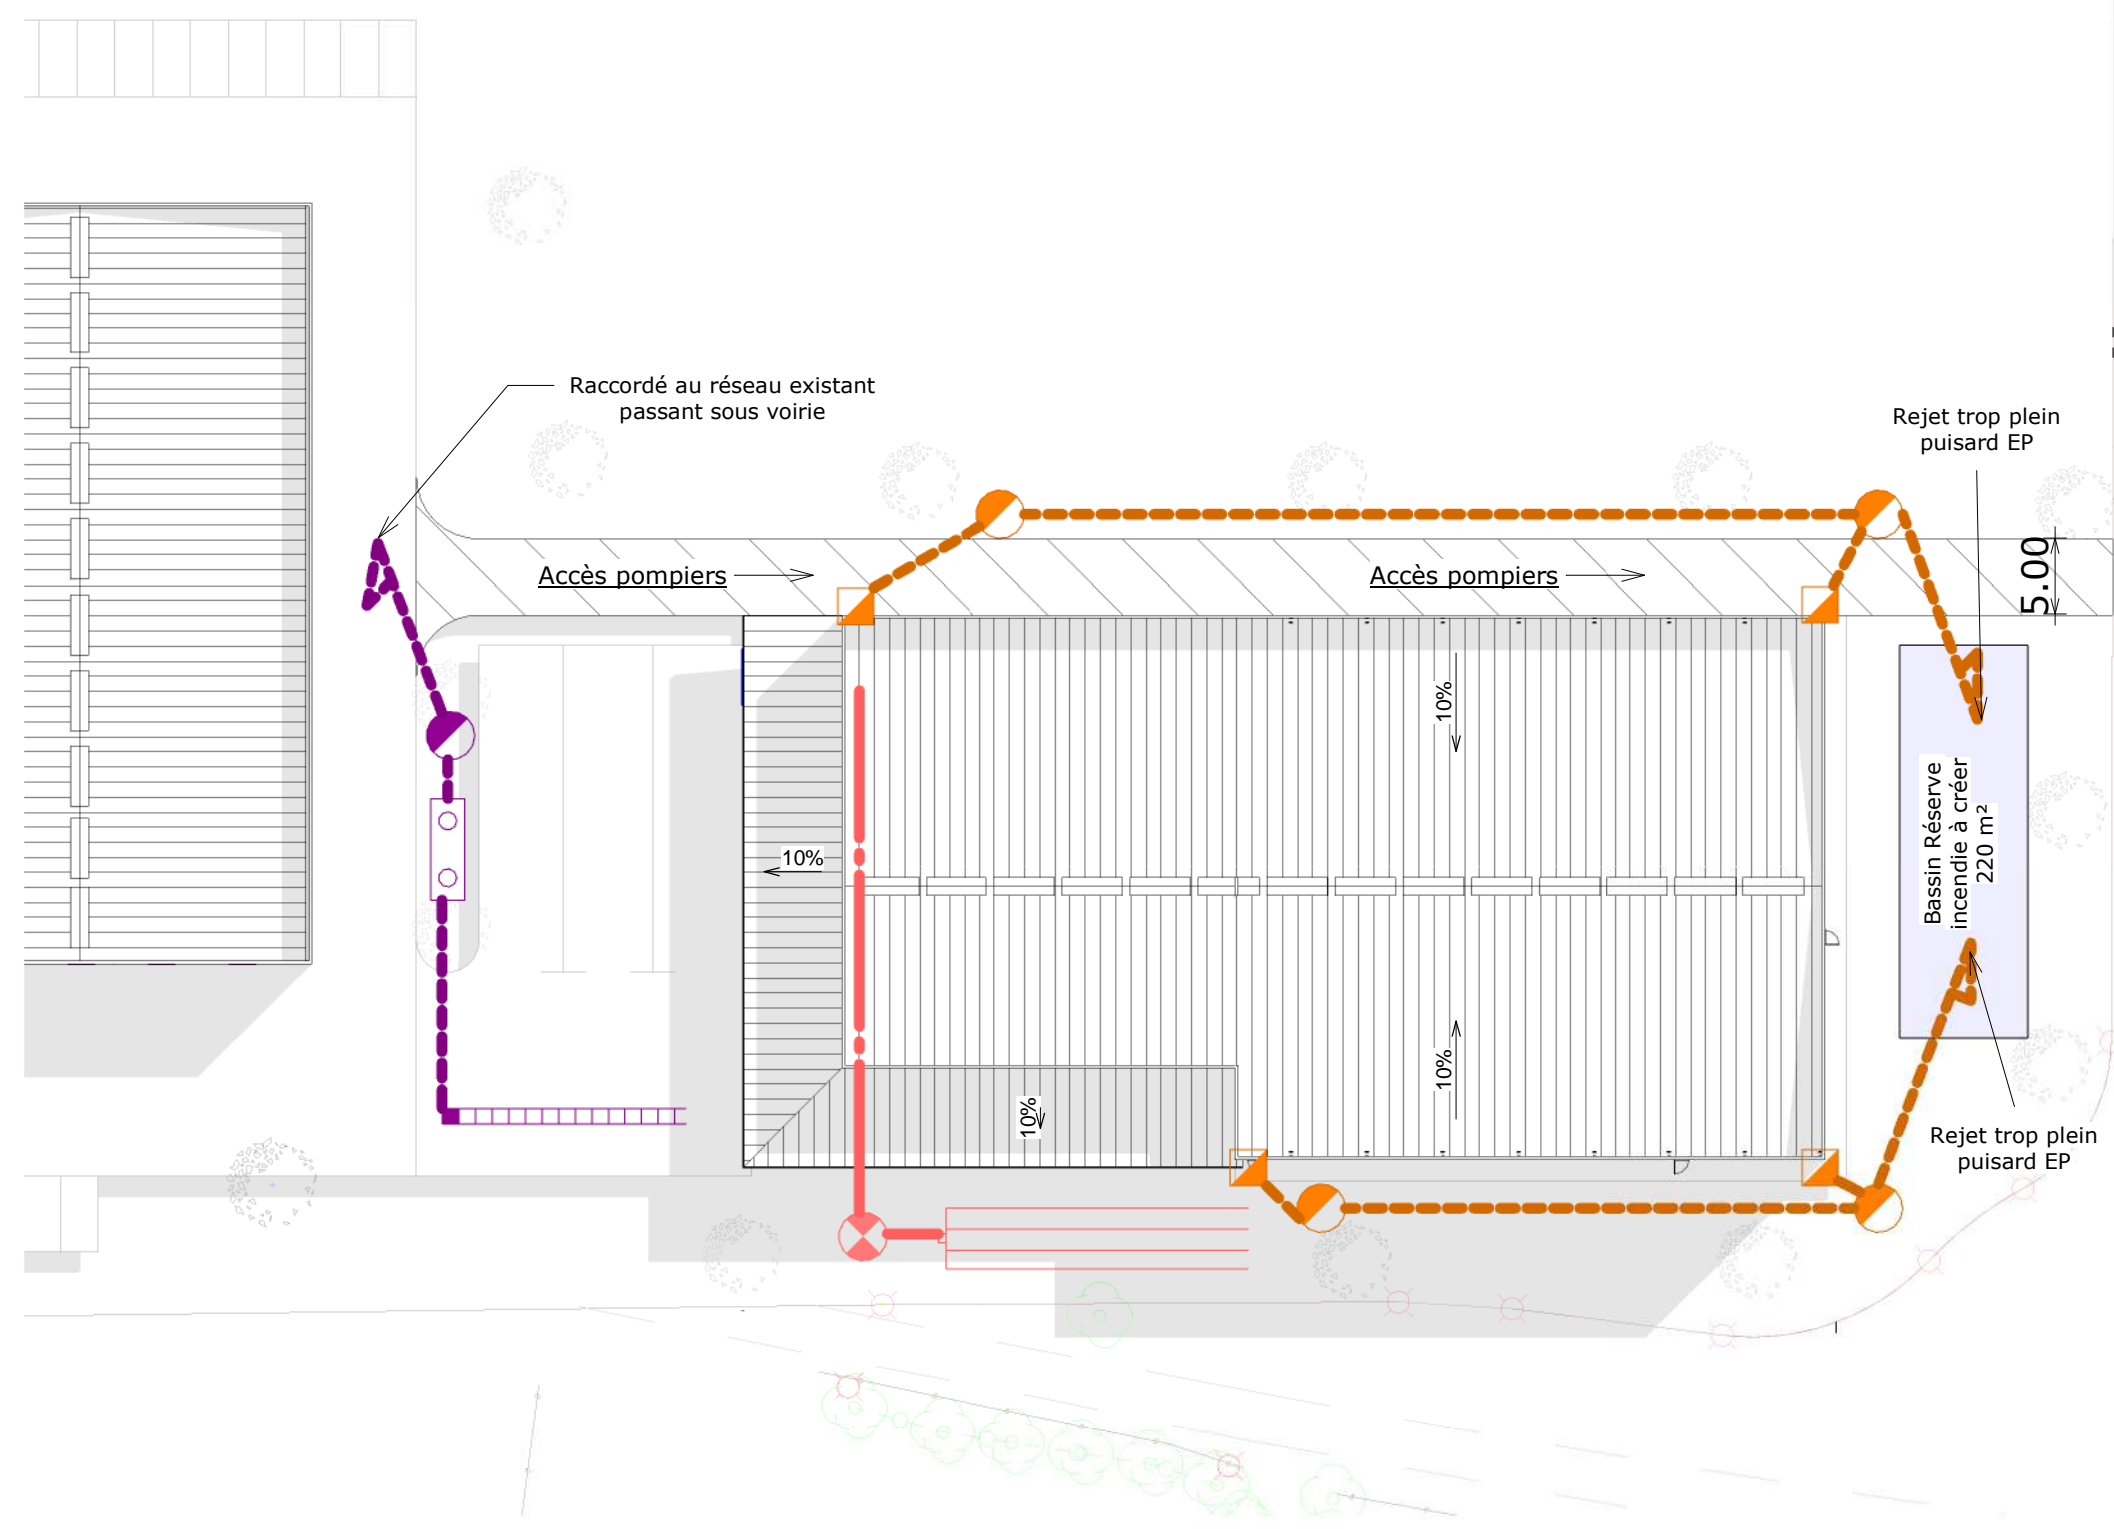 Raccordé au réseau existant
passant sous voirie
Rejet trop plein
puisard EP
Accès pompiers
Accès pompiers
5.00
10%
10%
Bassin Réserve
incendie à créer
220 m²
10%
10%
Rejet trop plein
puisard EP